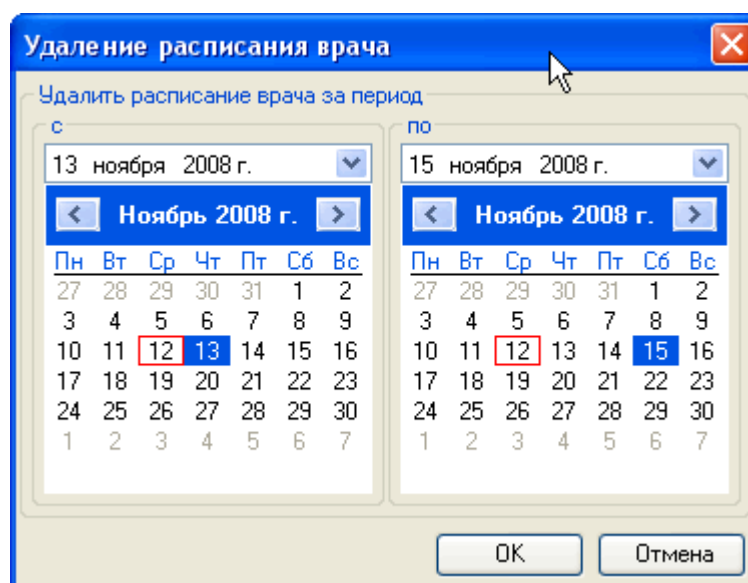 Удаление расписания врача
Удалить расписание врача за период
с
13 ноября 2008 г.
Ноябрь 2008 г.
Пн Вт Ср Чт Пт Сб Вс
27 28 29 30 31 1 2
3 4 5 6 7 8 9
10 11 12 13 14 15 16
17 18 19 20 21 22 23
24 25 26 27 28 29 30
1 2 3 4 5 6 7
по
15 ноября 2008 г.
Ноябрь 2008 г.
Пн Вт Ср Чт Пт Сб Вс
27 28 29 30 31 1 2
3 4 5 6 7 8 9
10 11 12 13 14 15 16
17 18 19 20 21 22 23
24 25 26 27 28 29 30
1 2 3 4 5 6 7
OK
Отмена